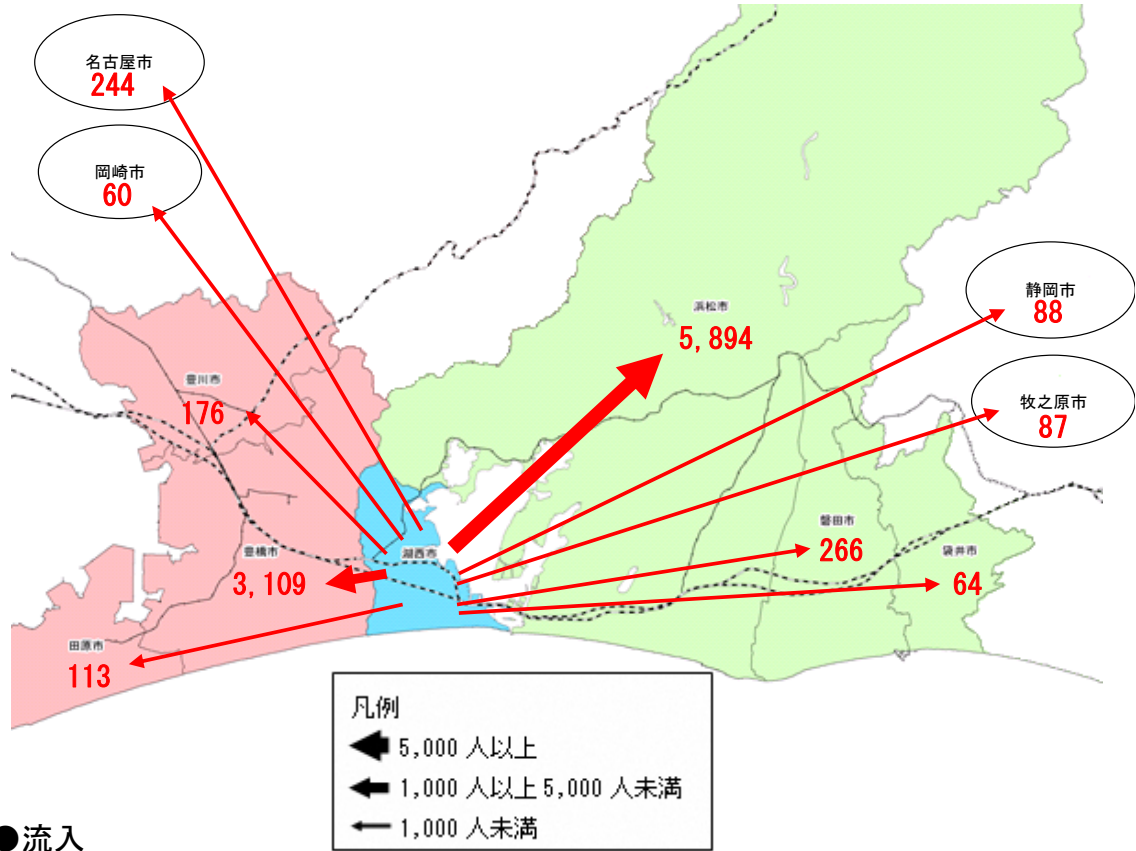 名古屋市
244
岡崎市
60
静岡市
88
浜松市
5,894
牧之原市
87
豊川市
176
磐田市
266
袋井市
64
湖西市
豊橋市
3,109
田原市
113
凡例
5,000 人以上
1,000 人以上 5,000 人未満
1,000 人未満
●流入